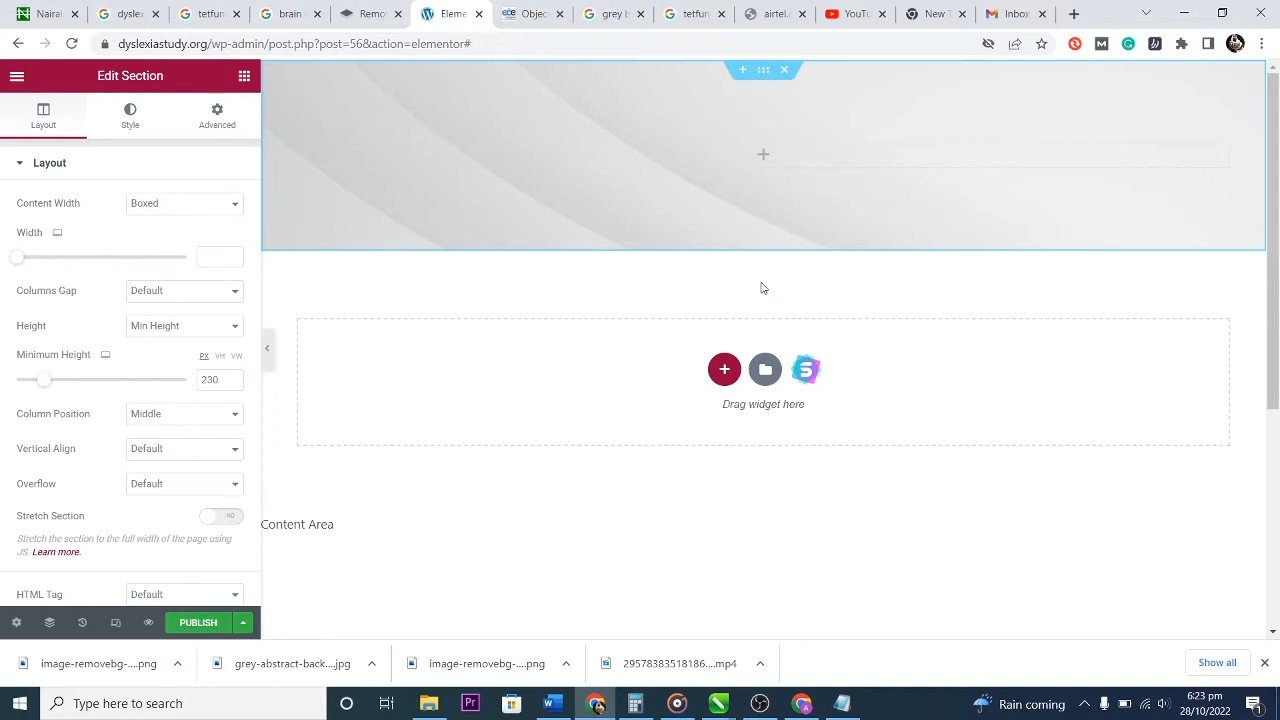 Nairal
G
tetfun
brand
Remo
Eleme
Object
grey b
tetfun
airtel.c
YouTu
New T
Inbox
dyslexiastudy.org/wp-admin/post.php?post=56&action=elementor#
Edit Section
Layout
Style
Advanced
Layout
Content Width
Boxed
Width
Columns Gap
Default
Height
Min Height
Minimum Height
PX VH VW
230
Column Position
Middle
Vertical Align
Default
Overflow
Default
Stretch Section
NO
Stretch the section to the full width of the page using
JS. Learn more.
HTML Tag
Default
PUBLISH
Drag widget here
Content Area
image-removebg-....png
grey-abstract-back....jpg
image-removebg-....png
29578383518186....mp4
Show all
Type here to search
Rain coming
6:23 pm
28/10/2022